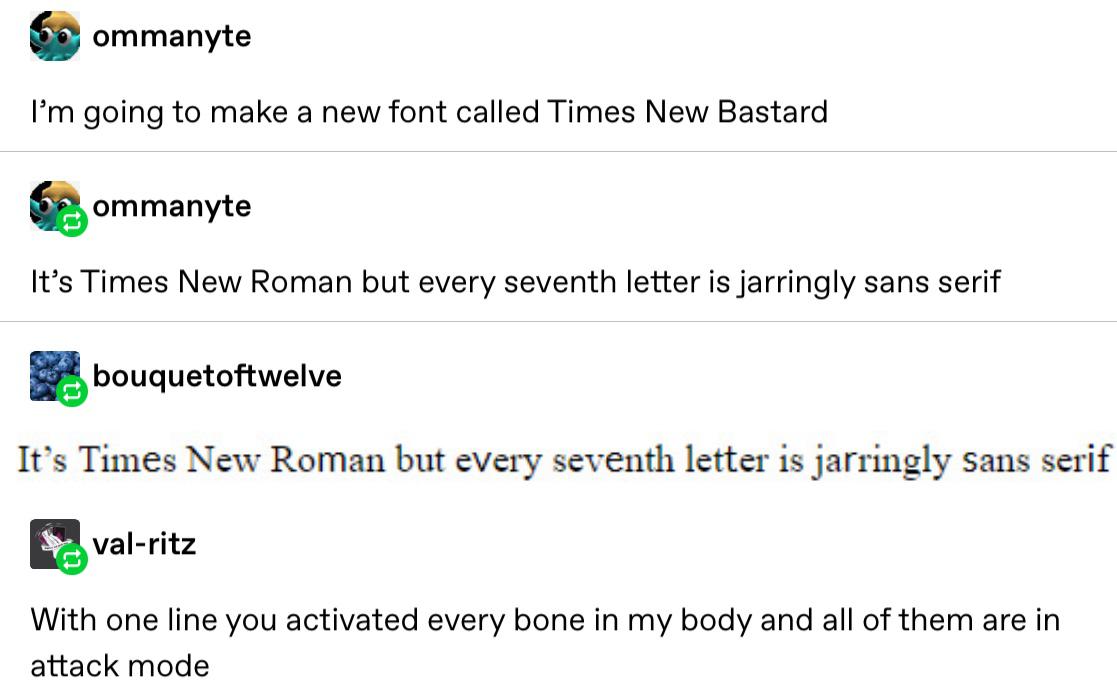 ommanyte
I’m going to make a new font called Times New Bastard
ommanyte
It’s Times New Roman but every seventh letter is jarringly sans serif
bouquetoftwelve
It’s Times New Roman but every seventh letter is jarringly sans serif
val-ritz
With one line you activated every bone in my body and all of them are in
attack mode